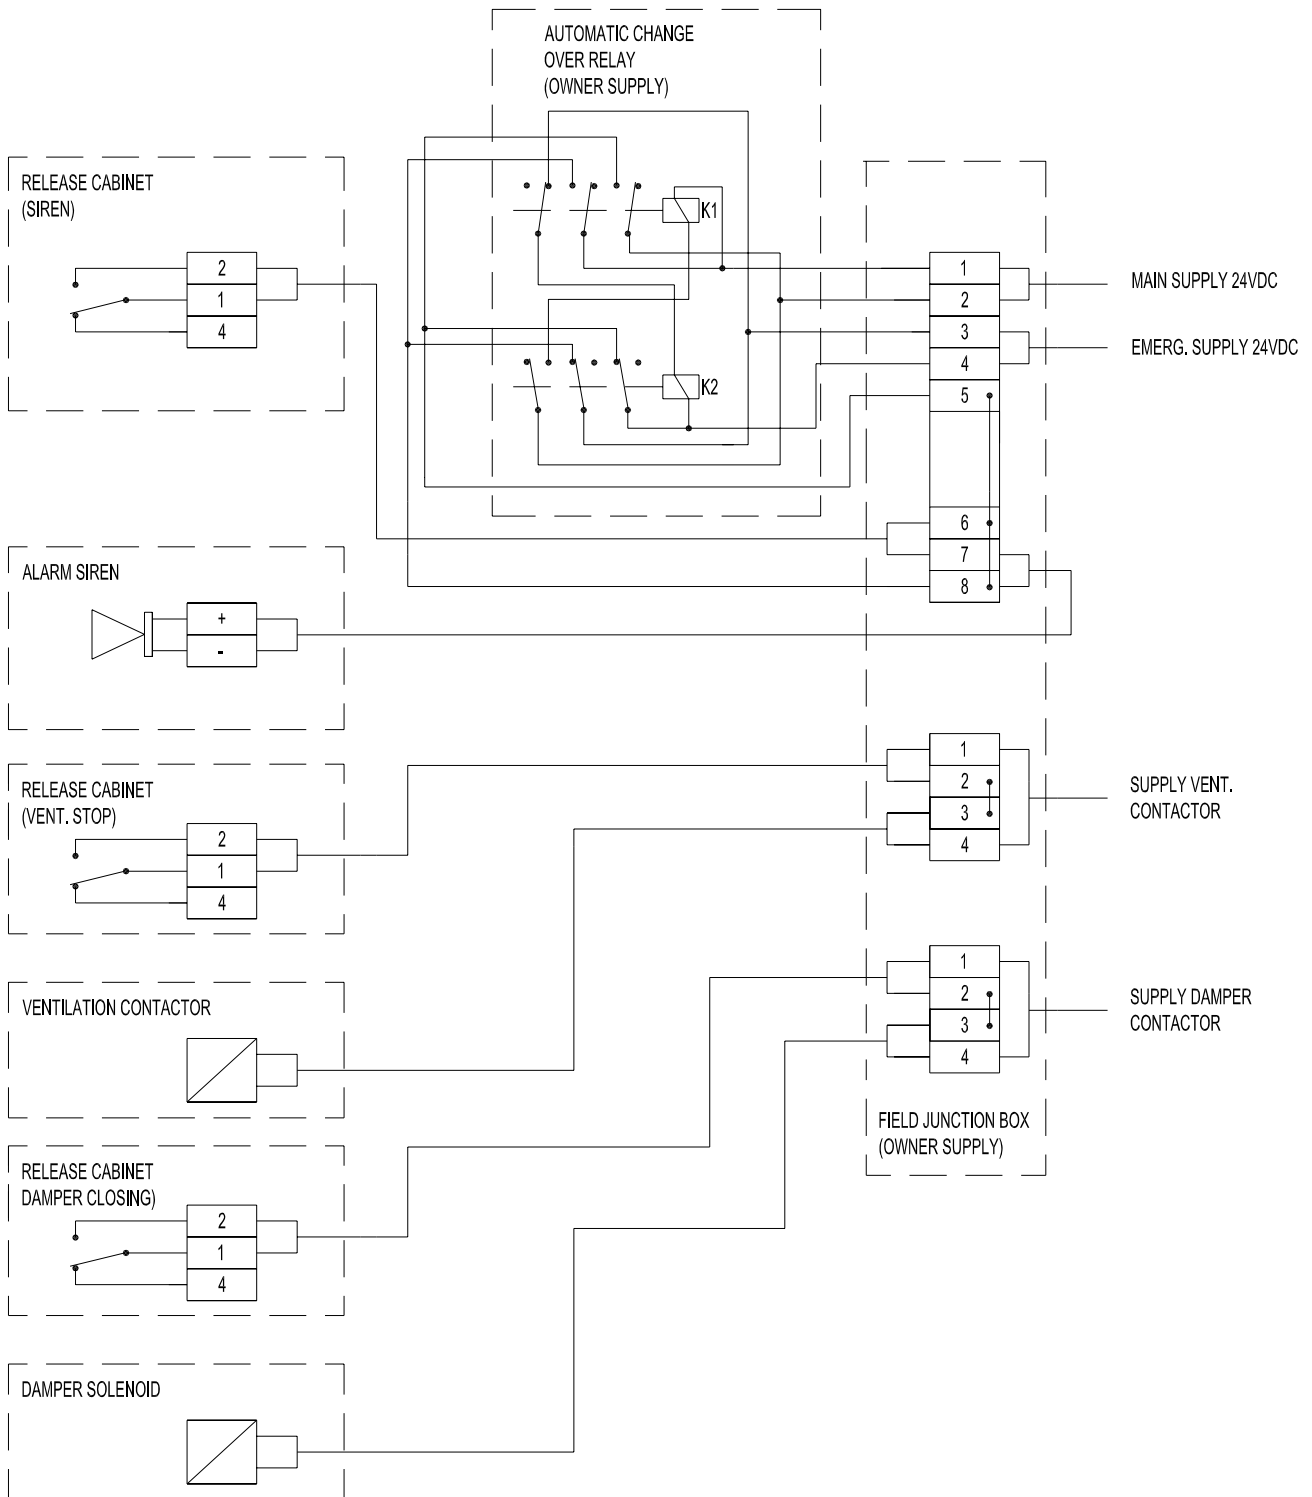 AUTOMATIC CHANGE
OVER RELAY
(OWNER SUPPLY)
K1
K2
RELEASE CABINET
(SIREN)
2
1
4
1
2
3
4
5
6
7
8
MAIN SUPPLY 24VDC
EMERG. SUPPLY 24VDC
ALARM SIREN
+
-
RELEASE CABINET
(VENT. STOP)
2
1
4
1
2
3
4
SUPPLY VENT.
CONTACTOR
VENTILATION CONTACTOR
1
2
3
4
SUPPLY DAMPER
CONTACTOR
FIELD JUNCTION BOX
(OWNER SUPPLY)
RELEASE CABINET
DAMPER CLOSING)
2
1
4
DAMPER SOLENOID